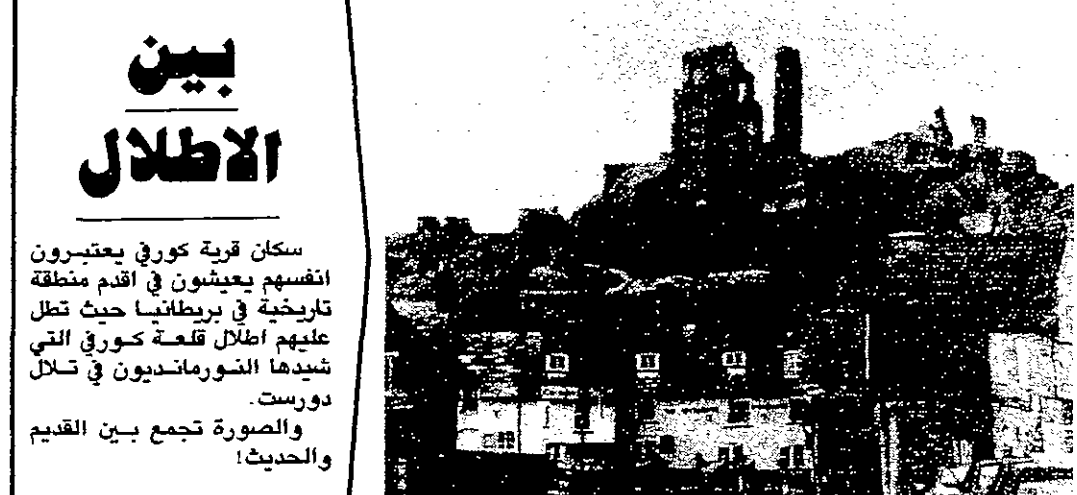 بين
الاطلال
سكان قرية كورفي يعتبرون
انفسهم يعيشون في اقدم منطقة
تاريخية في بريطانيا حيث تطل
عليهم اطلال قلعة كورفي التي
شيدها النورمانديون في تلال
دورست.
والصورة تجمع بين القديم
والحديث!